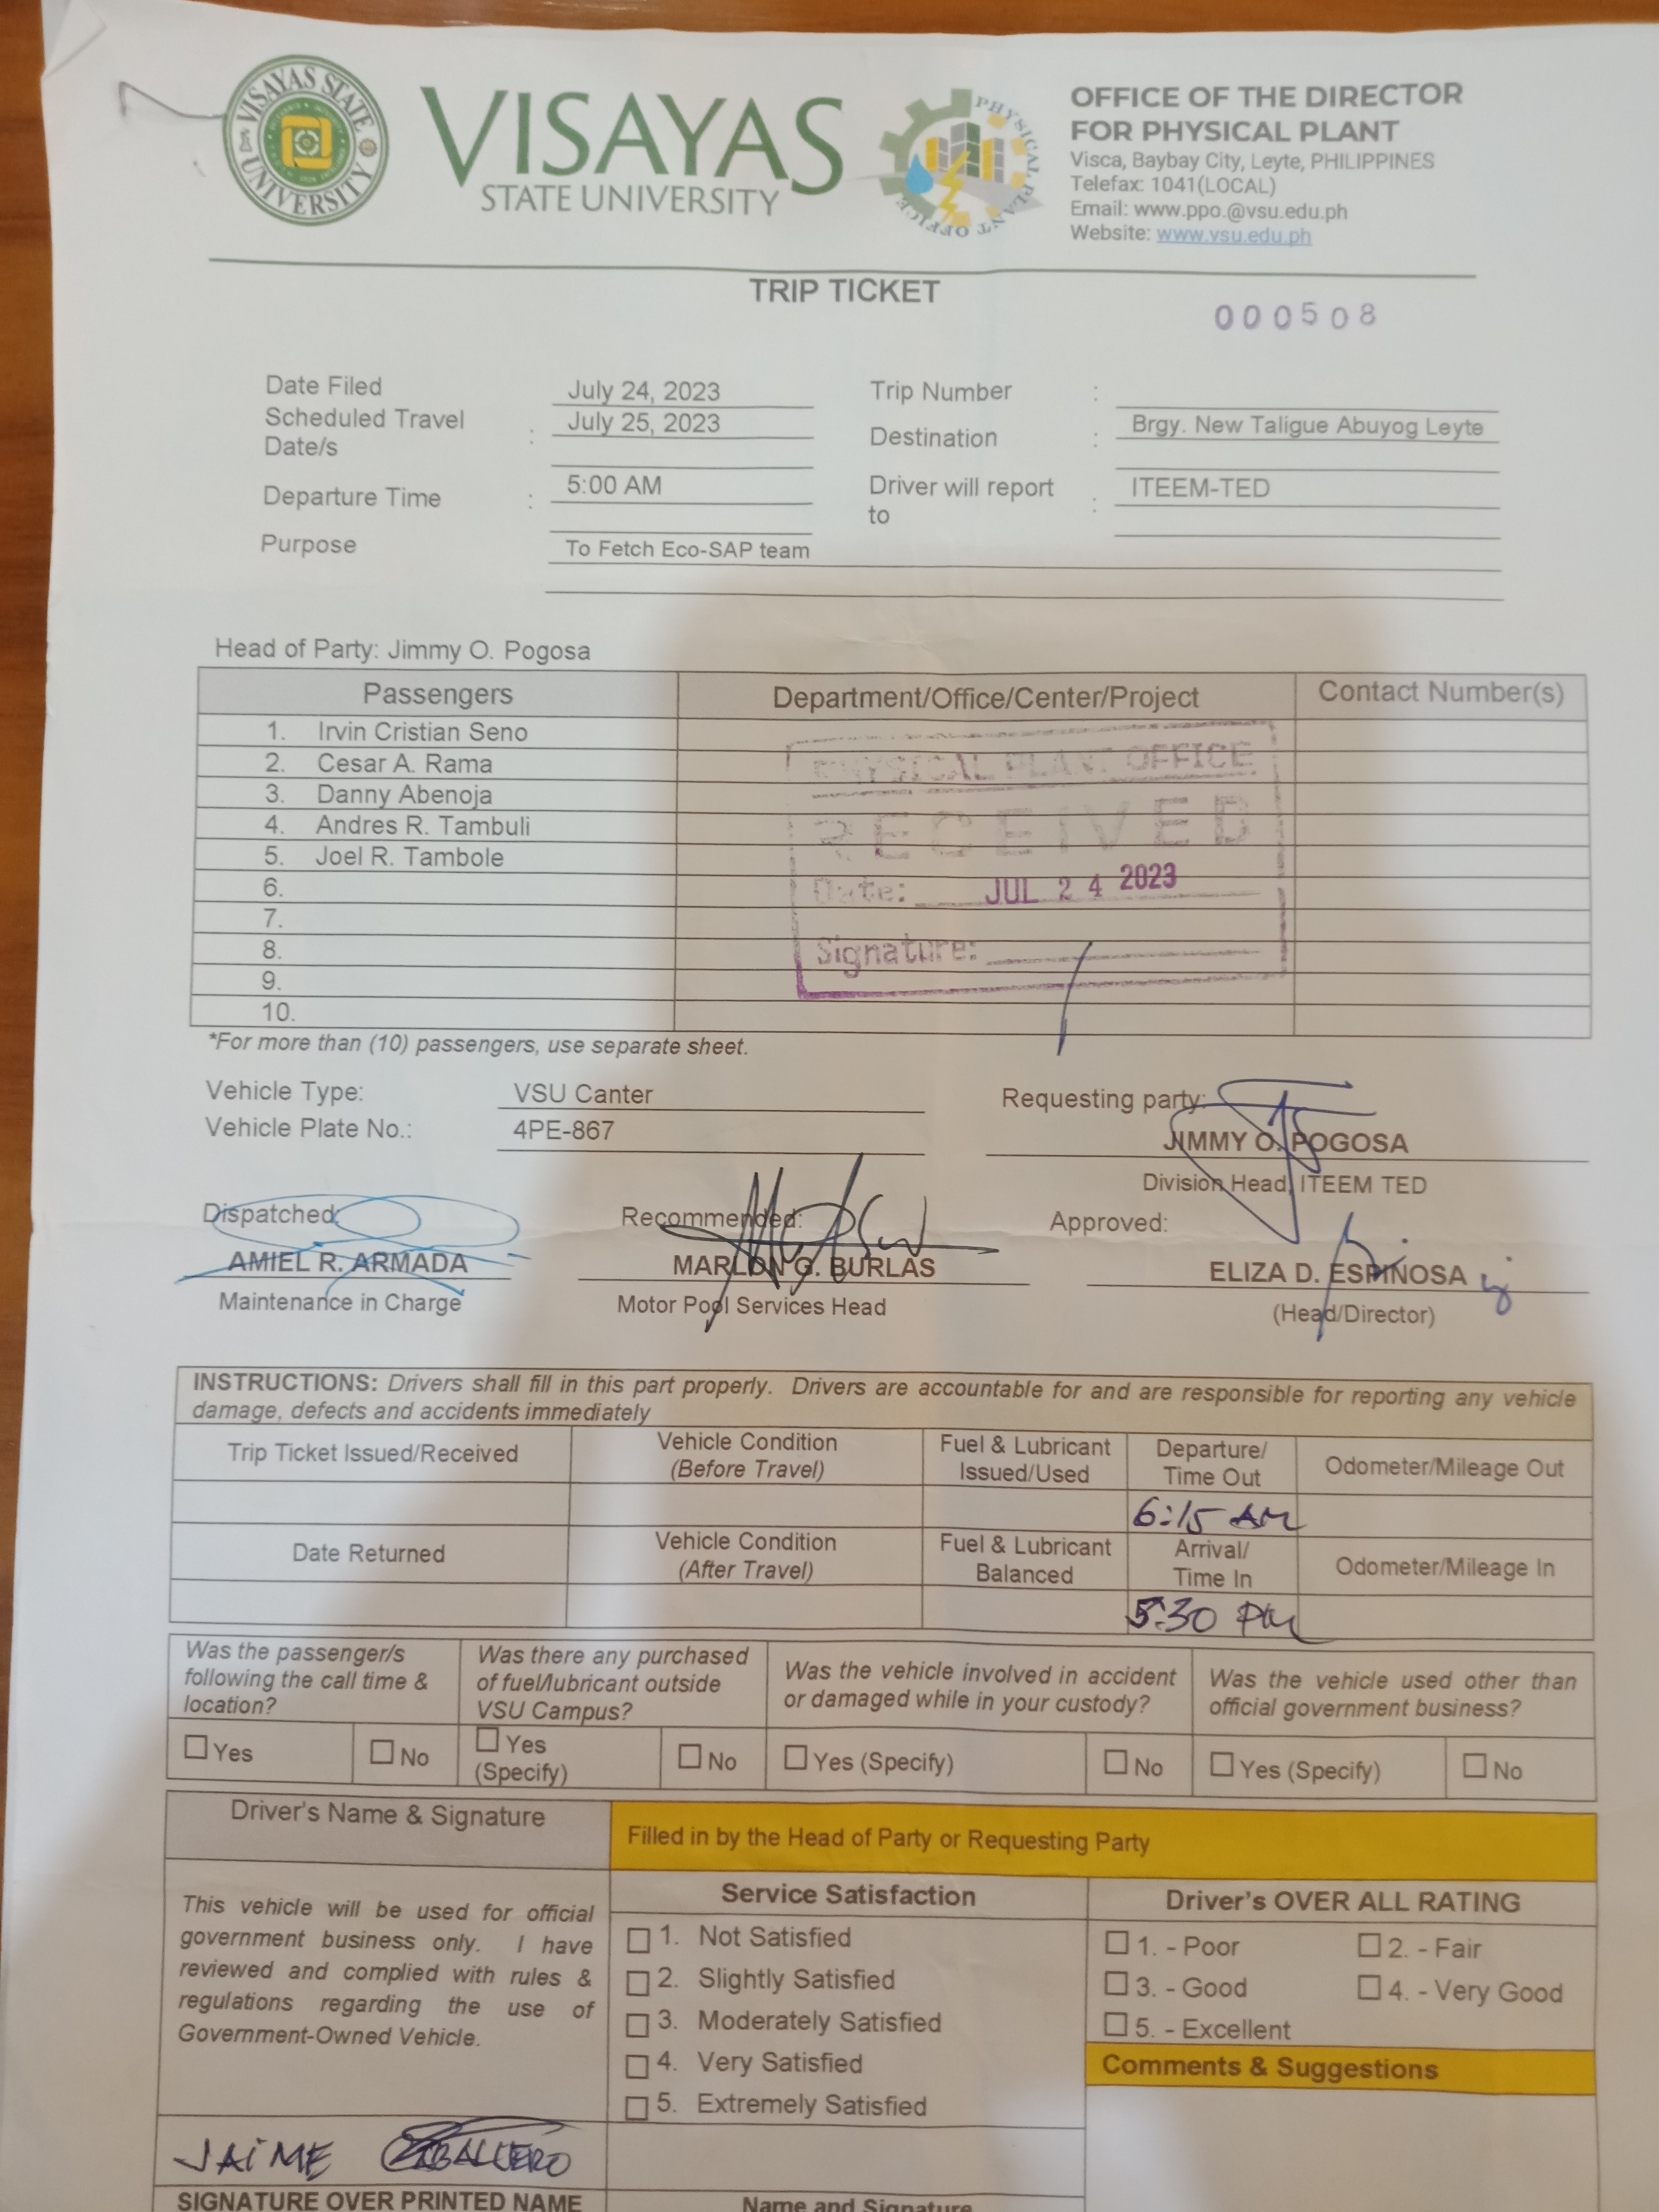 VISAYAS STATE UNIVERSITY
VISAYAS
STATE UNIVERSITY
PHYSICAL PLANT OFFICE
OFFICE OF THE DIRECTOR
FOR PHYSICAL PLANT
Visca, Baybay City, Leyte, PHILIPPINES
Telefax: 1041(LOCAL)
Email: www.ppo.@vsu.edu.ph
Website: www.vsu.edu.ph
TRIP TICKET
000508
Date Filed July 24, 2023 Trip Number :
Scheduled Travel Date/s : July 25, 2023 Destination : Brgy. New Taligue Abuyog Leyte
Departure Time : 5:00 AM Driver will report to : ITEEM-TED
Purpose To Fetch Eco-SAP team
Head of Party: Jimmy O. Pogosa
Passengers Department/Office/Center/Project Contact Number(s)
1. Irvin Cristian Seno
2. Cesar A. Rama
3. Danny Abenoja
4. Andres R. Tambuli
5. Joel R. Tambole
6.
7.
8.
9.
10.
PHYSICAL PLANT OFFICE
RECEIVED
Date: JUL 24 2023
Signature:
*For more than (10) passengers, use separate sheet.
Vehicle Type: VSU Canter
Vehicle Plate No.: 4PE-867
Requesting party:
JIMMY O. POGOSA
Division Head, ITEEM TED
Dispatched: Recommended: Approved:
AMIEL R. ARMADA MARLON G. BURLAS ELIZA D. ESPINOSA
Maintenance in Charge Motor Pool Services Head (Head/Director)
INSTRUCTIONS: Drivers shall fill in this part properly. Drivers are accountable for and are responsible for reporting any vehicle
damage, defects and accidents immediately
Trip Ticket Issued/Received Vehicle Condition (Before Travel) Fuel & Lubricant Issued/Used Departure/ Time Out Odometer/Mileage Out
6:15 AM
Date Returned Vehicle Condition (After Travel) Fuel & Lubricant Balanced Arrival/ Time In Odometer/Mileage In
5:30 PM
Was the passenger/s following the call time & location?
Was there any purchased of fuel/lubricant outside VSU Campus?
Was the vehicle involved in accident or damaged while in your custody?
Was the vehicle used other than official government business?
Yes No Yes (Specify) No Yes (Specify) No Yes (Specify) No
Driver's Name & Signature
Filled in by the Head of Party or Requesting Party
This vehicle will be used for official
government business only. I have
reviewed and complied with rules &
regulations regarding the use of
Government-Owned Vehicle.
Service Satisfaction
1. Not Satisfied
2. Slightly Satisfied
3. Moderately Satisfied
4. Very Satisfied
5. Extremely Satisfied
Driver's OVER ALL RATING
1. - Poor 2. - Fair
3. - Good 4. - Very Good
5. - Excellent
Comments & Suggestions
JAIME CABALLERO
SIGNATURE OVER PRINTED NAME
Name and Signature